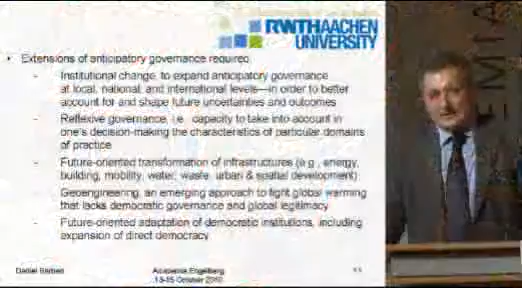 RWTHAACHEN
UNIVERSITY
• Extensions of anticipatory governance required
- Institutional change, to expand anticipatory governance
at local, national, and international levels—in order to better
account for and shape future uncertainties and outcomes
- Reflexive governance, i.e. capacity to take into account in
one's decision-making the characteristics of particular domains
of practice
- Future-oriented transformation of infrastructures (e.g., energy,
building, mobility, water, waste, urban & spatial development)
- Geoengineering, an emerging approach to fight global warming
that lacks democratic governance and global legitimacy
- Future-oriented adaptation of democratic institutions, including
expansion of direct democracy
Daniel Barben
Academia Engelberg
13-15 October 2010